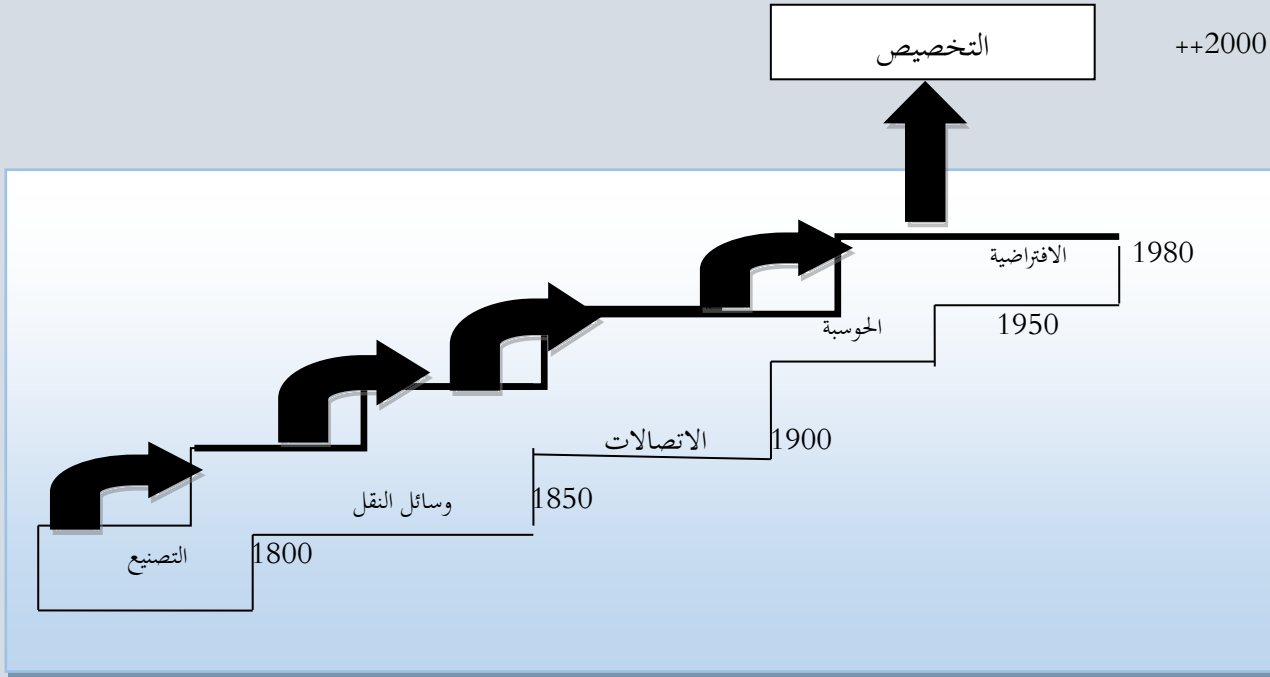 التخصيص
++2000
الافتراضية
1980
الحوسبة
1950
الاتصالات
1900
وسائل النقل
1850
التصنيع
1800